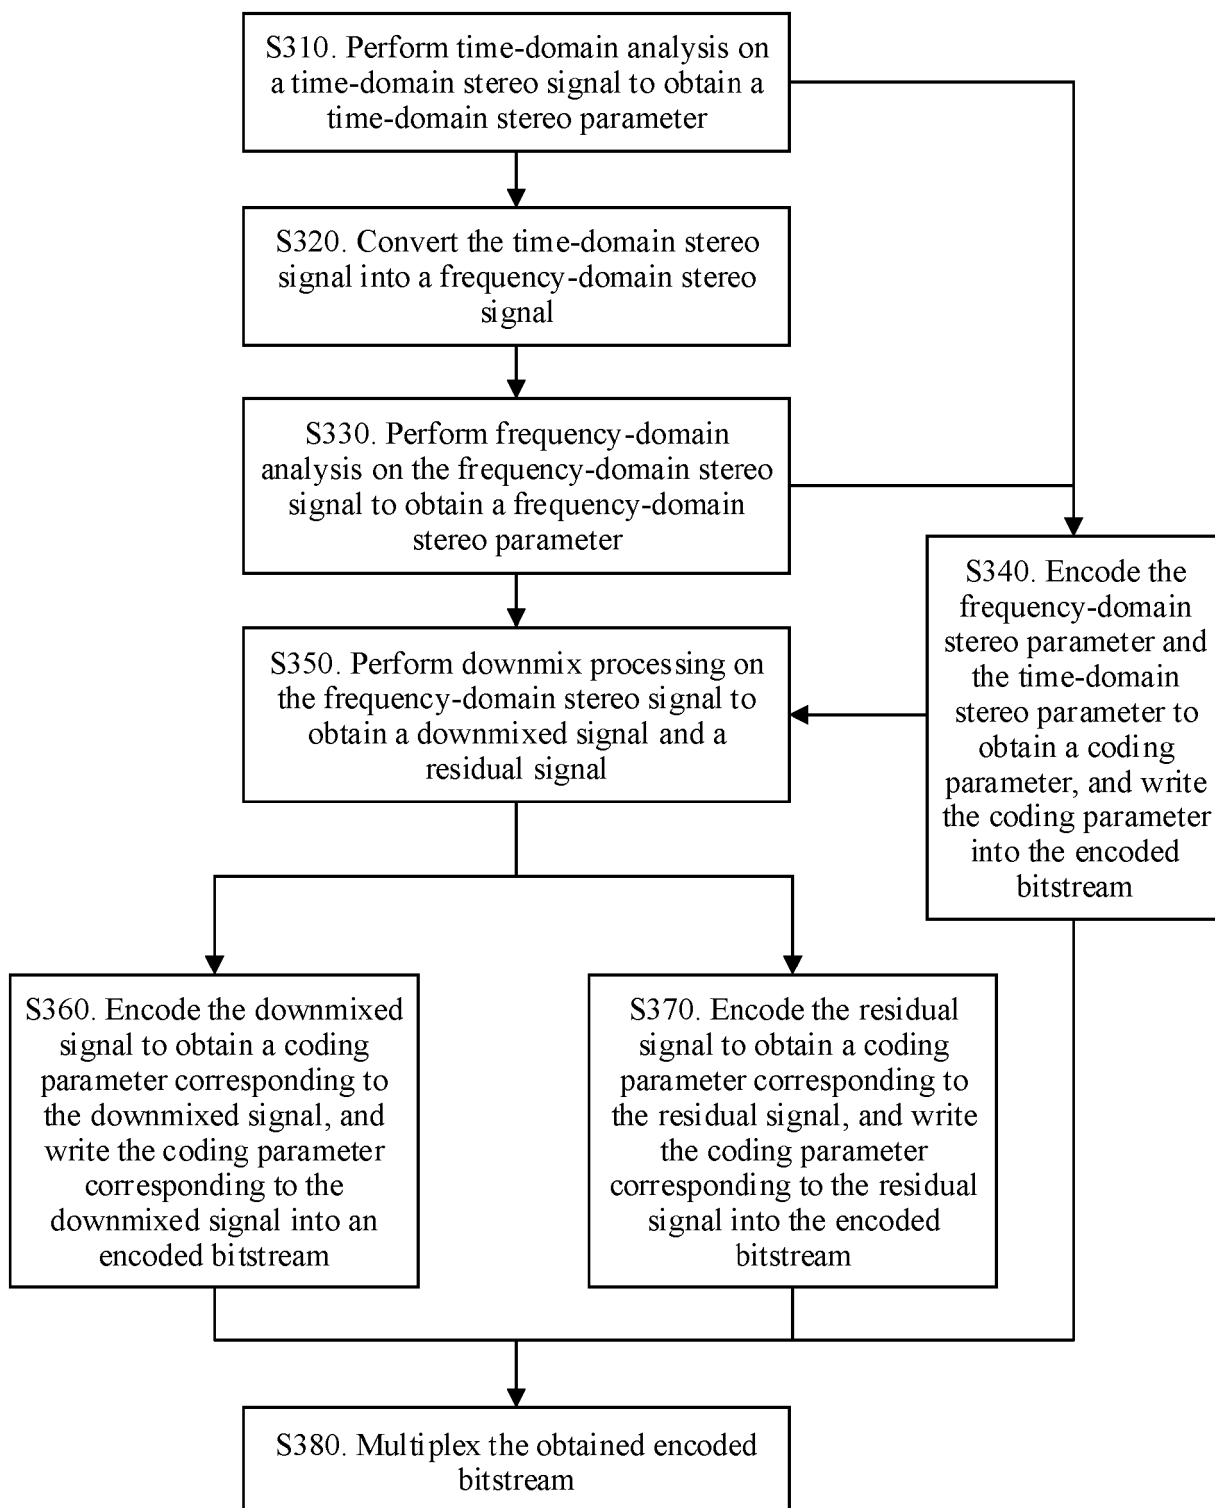 S310. Perform time-domain analysis on
a time-domain stereo signal to obtain a
time-domain stereo parameter
S320. Convert the time-domain stereo
signal into a frequency-domain stereo
signal
S330. Perform frequency-domain
analysis on the frequency-domain stereo
signal to obtain a frequency-domain
stereo parameter
S340. Encode the
frequency-domain
stereo parameter and
the time-domain
stereo parameter to
obtain a coding
parameter, and write
the coding parameter
into the encoded
bitstream
S350. Perform downmix processing on
the frequency-domain stereo signal to
obtain a downmixed signal and a
residual signal
S360. Encode the downmixed
signal to obtain a coding
parameter corresponding to
the downmixed signal, and
write the coding parameter
corresponding to the
downmixed signal into an
encoded bitstream
S370. Encode the residual
signal to obtain a coding
parameter corresponding to
the residual signal, and write
the coding parameter
corresponding to the residual
signal into the encoded
bitstream
S380. Multiplex the obtained encoded
bitstream